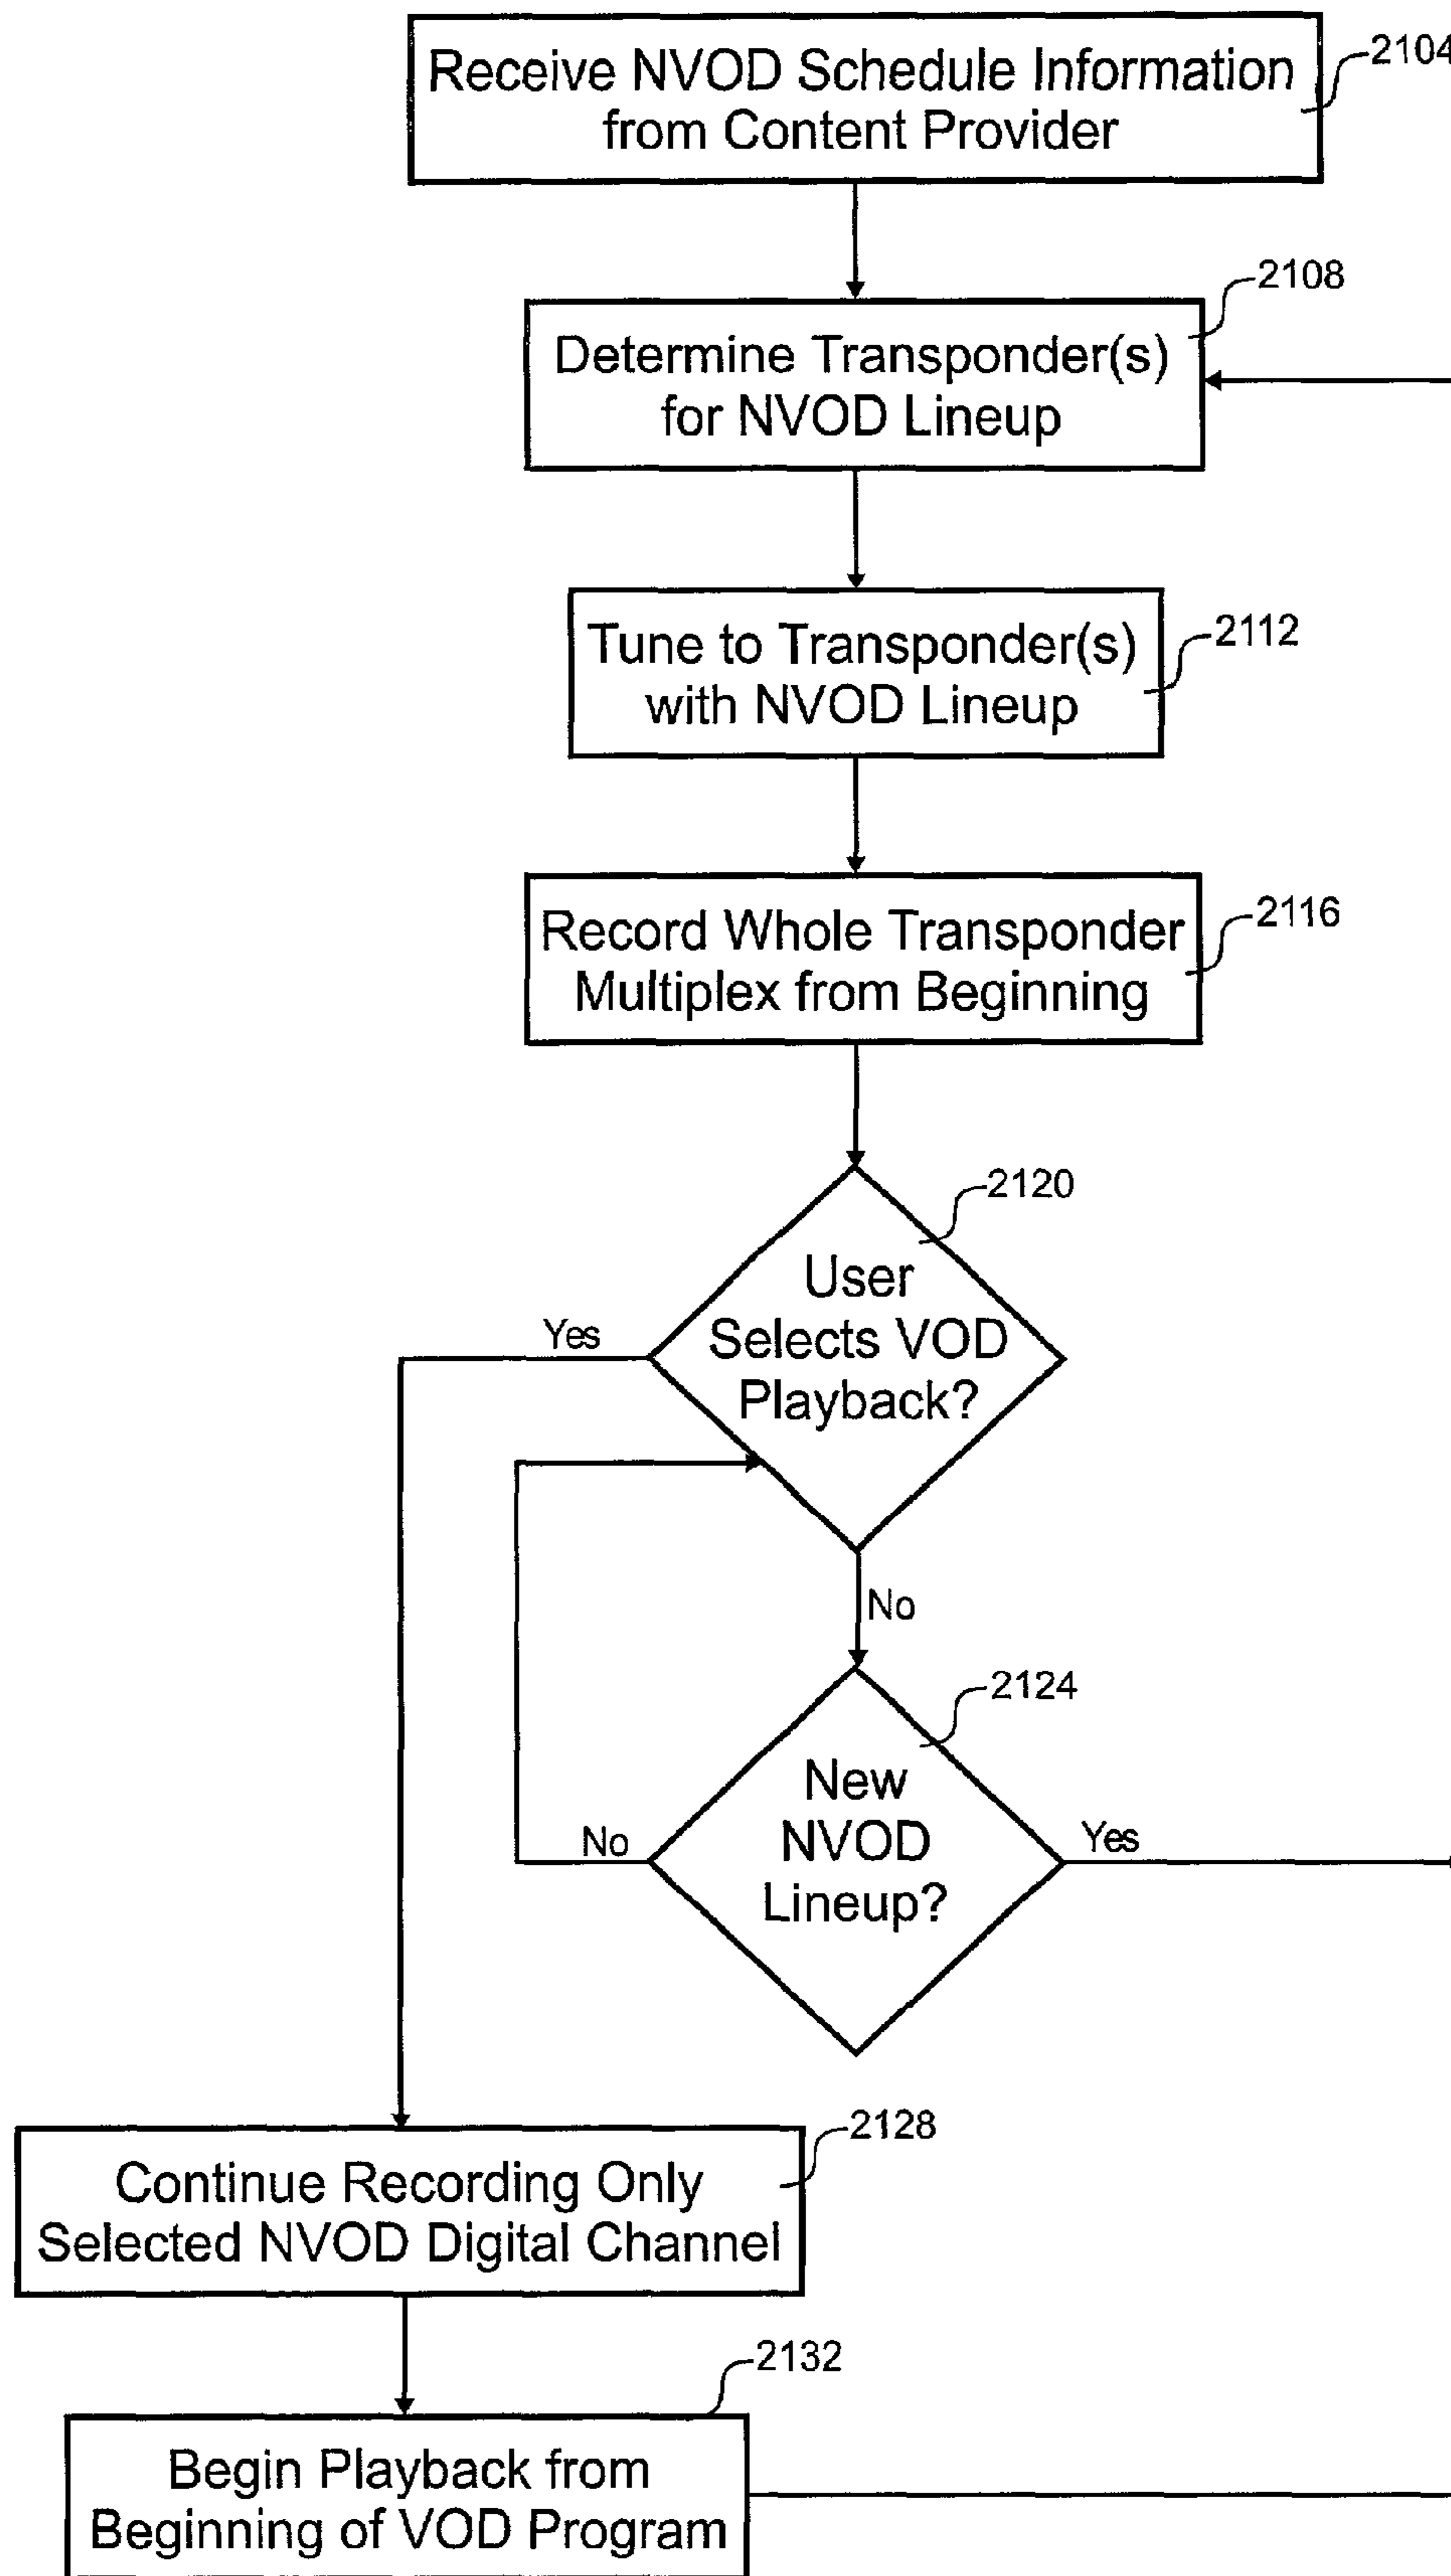 Receive NVOD Schedule Information
from Content Provider
2104
2108
Determine Transponder(s)
for NVOD Lineup
Tune to Transponder(s)
with NVOD Lineup
2112
Record Whole Transponder
Multiplex from Beginning
2116
2120
User
Selects VOD
Playback?
Yes
No
2124
New
NVOD
Lineup?
No
Yes
2128
Continue Recording Only
Selected NVOD Digital Channel
2132
Begin Playback from
Beginning of VOD Program